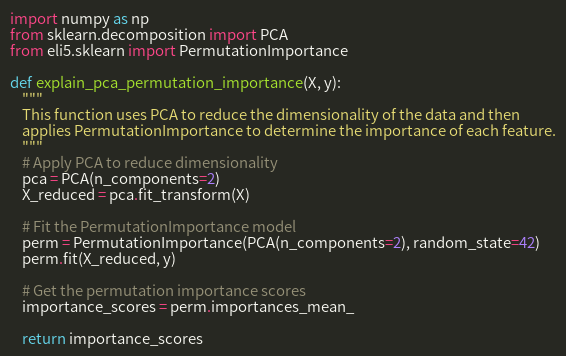 import numpy as np
from sklearn.decomposition import PCA
from eli5.sklearn import PermutationImportance

def explain_pca_permutation_importance(X, y):
    """
    This function uses PCA to reduce the dimensionality of the data and then
    applies PermutationImportance to determine the importance of each feature.
    """
    # Apply PCA to reduce dimensionality
    pca = PCA(n_components=2)
    X_reduced = pca.fit_transform(X)

    # Fit the PermutationImportance model
    perm = PermutationImportance(PCA(n_components=2), random_state=42)
    perm.fit(X_reduced, y)

    # Get the permutation importance scores
    importance_scores = perm.importances_mean_

    return importance_scores